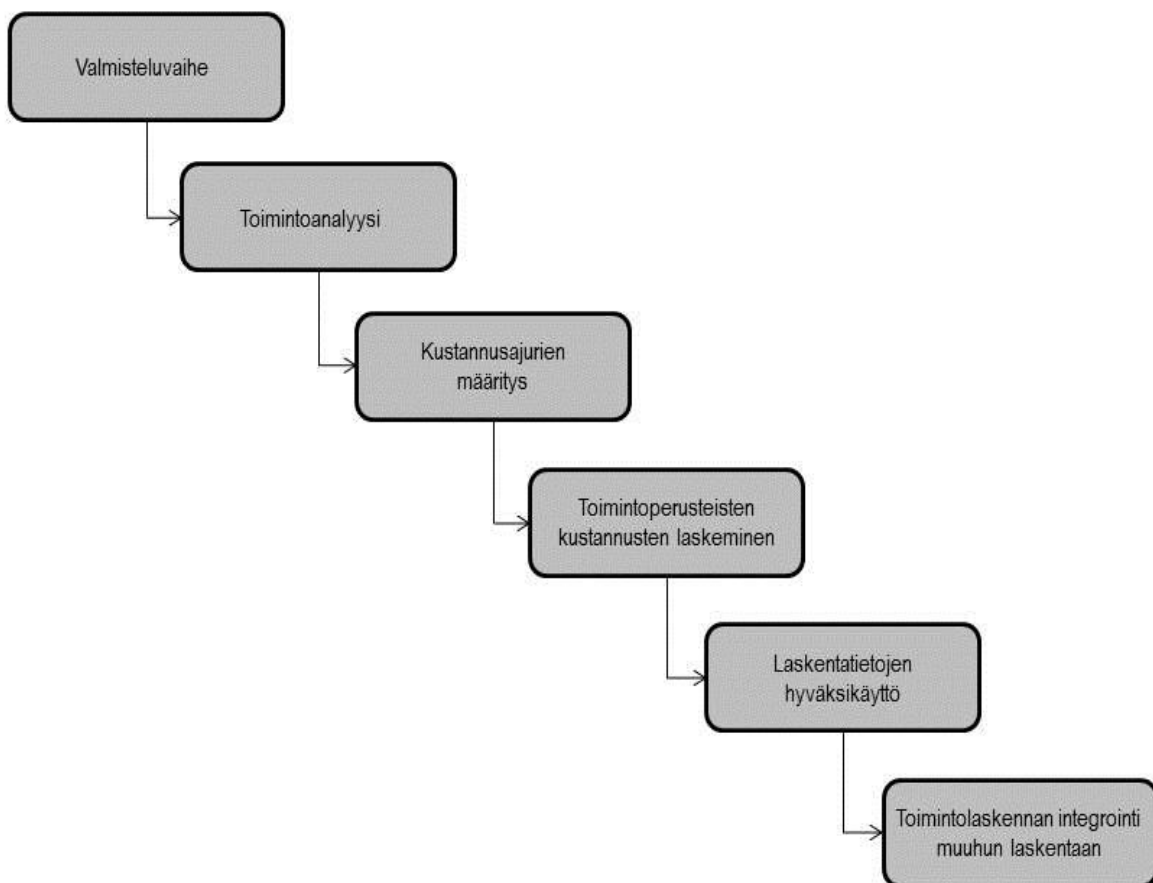 Valmisteluvaihe
Toimintoanalyysi
Kustannusajurien
määritys
Toimintoperusteisten
kustannusten laskeminen
Laskentatietojen
hyväksikäyttö
Toimintolaskennan integrointi
muuhun laskentaan